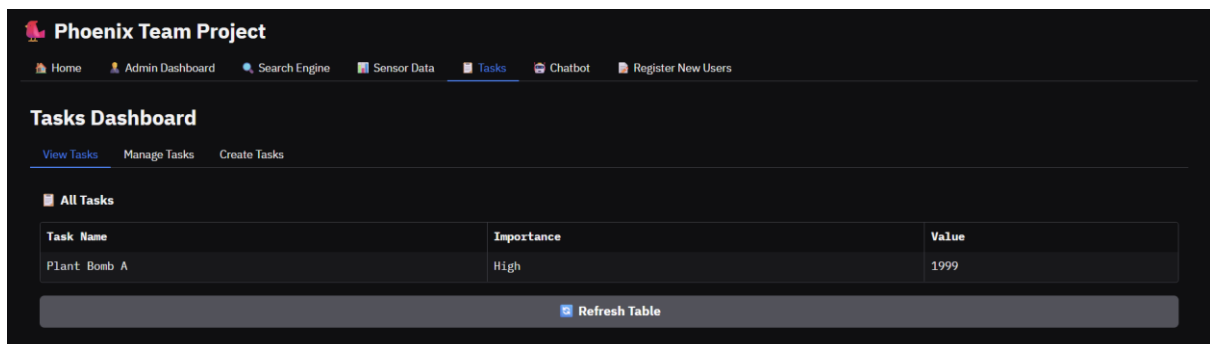 Phoenix Team Project
Home Admin Dashboard Search Engine Sensor Data Tasks Chatbot Register New Users
Tasks Dashboard
View Tasks Manage Tasks Create Tasks
All Tasks
Task Name Importance Value
Plant Bomb A High 1999
Refresh Table